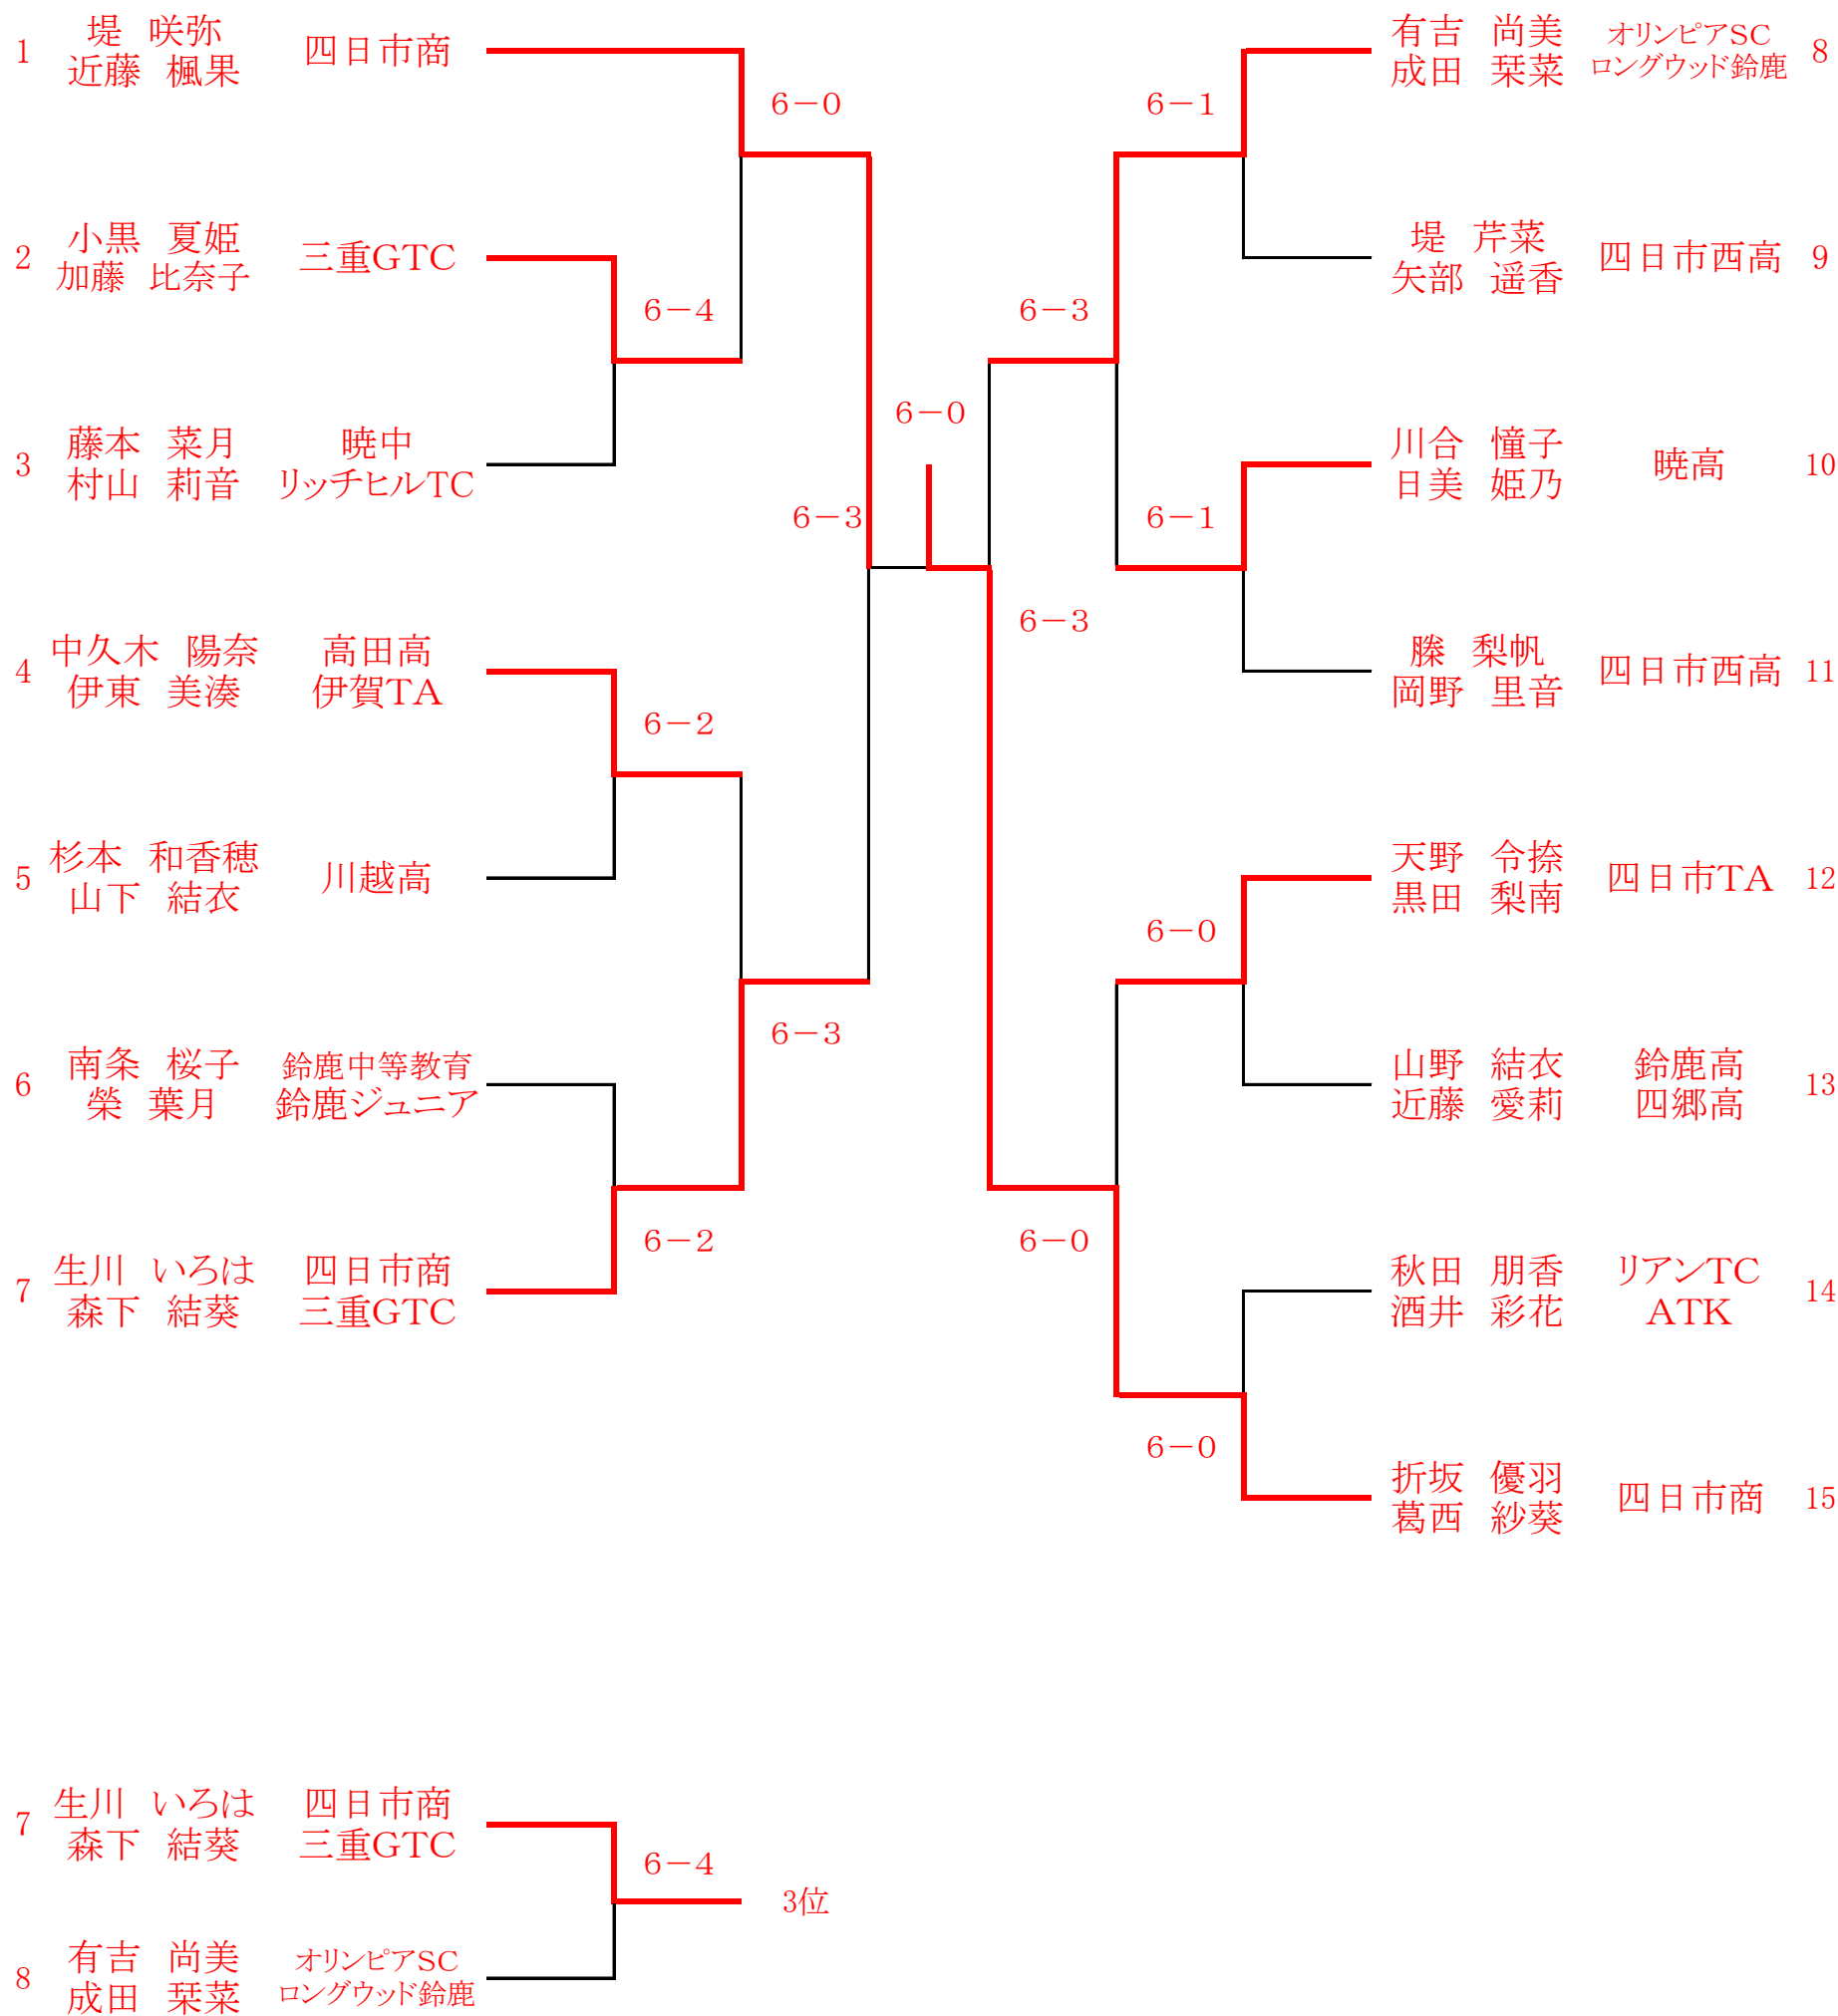 1 堤 咲弥 四日市商
近藤 楓果
6－0
2 小黒 夏姫 三重GTC
加藤 比奈子
6－4
3 藤本 菜月 暁中
村山 莉音 リッチヒルTC
6－3
4 中久木 陽奈 高田高
伊東 美湊 伊賀TA
6－2
5 杉本 和香穂 川越高
山下 結衣
6－3
6 南条 桜子 鈴鹿中等教育
榮 葉月 鈴鹿ジュニア
6－2
7 生川 いろは 四日市商
森下 結葵 三重GTC
6－0
有吉 尚美 オリンピアSC 8
成田 栞菜 ロングウッド鈴鹿
6－1
堤 芹菜 四日市西高 9
矢部 遥香
6－3
川合 憧子 暁高 10
日美 姫乃
6－1
滕 梨帆 四日市西高 11
岡野 里音
6－3
天野 令捺 四日市TA 12
黒田 梨南
6－0
山野 結衣 鈴鹿高 13
近藤 愛莉 四郷高
6－0
秋田 朋香 リアンTC 14
酒井 彩花 ATK
6－0
折坂 優羽 四日市商 15
葛西 紗葵
7 生川 いろは 四日市商
森下 結葵 三重GTC
6－4
3位
8 有吉 尚美 オリンピアSC
成田 栞菜 ロングウッド鈴鹿